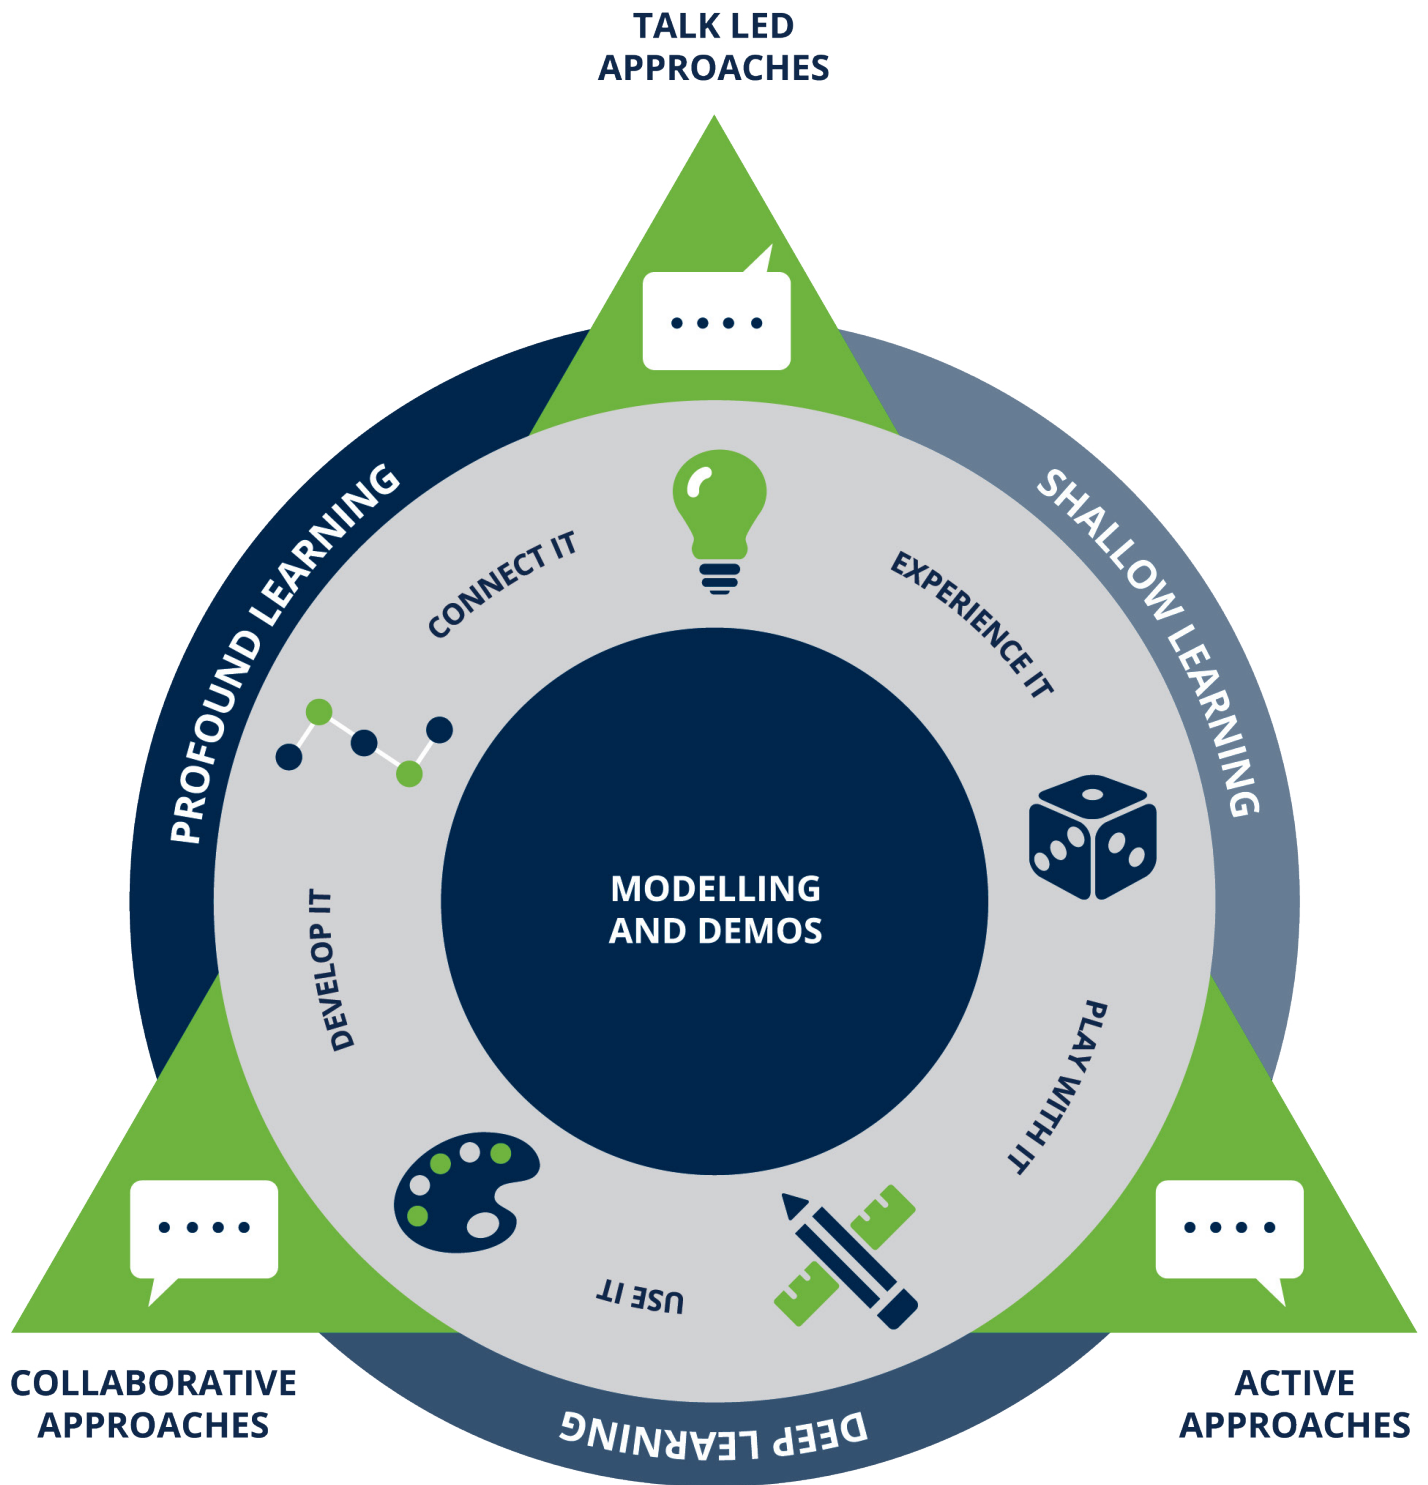 TALK LED
APPROACHES
PROFOUND LEARNING
SHALLOW LEARNING
CONNECT IT
EXPERIENCE IT
MODELLING
AND DEMOS
DEVELOP IT
PLAY WITH IT
USE IT
COLLABORATIVE
APPROACHES
ACTIVE
APPROACHES
DEEP LEARNING